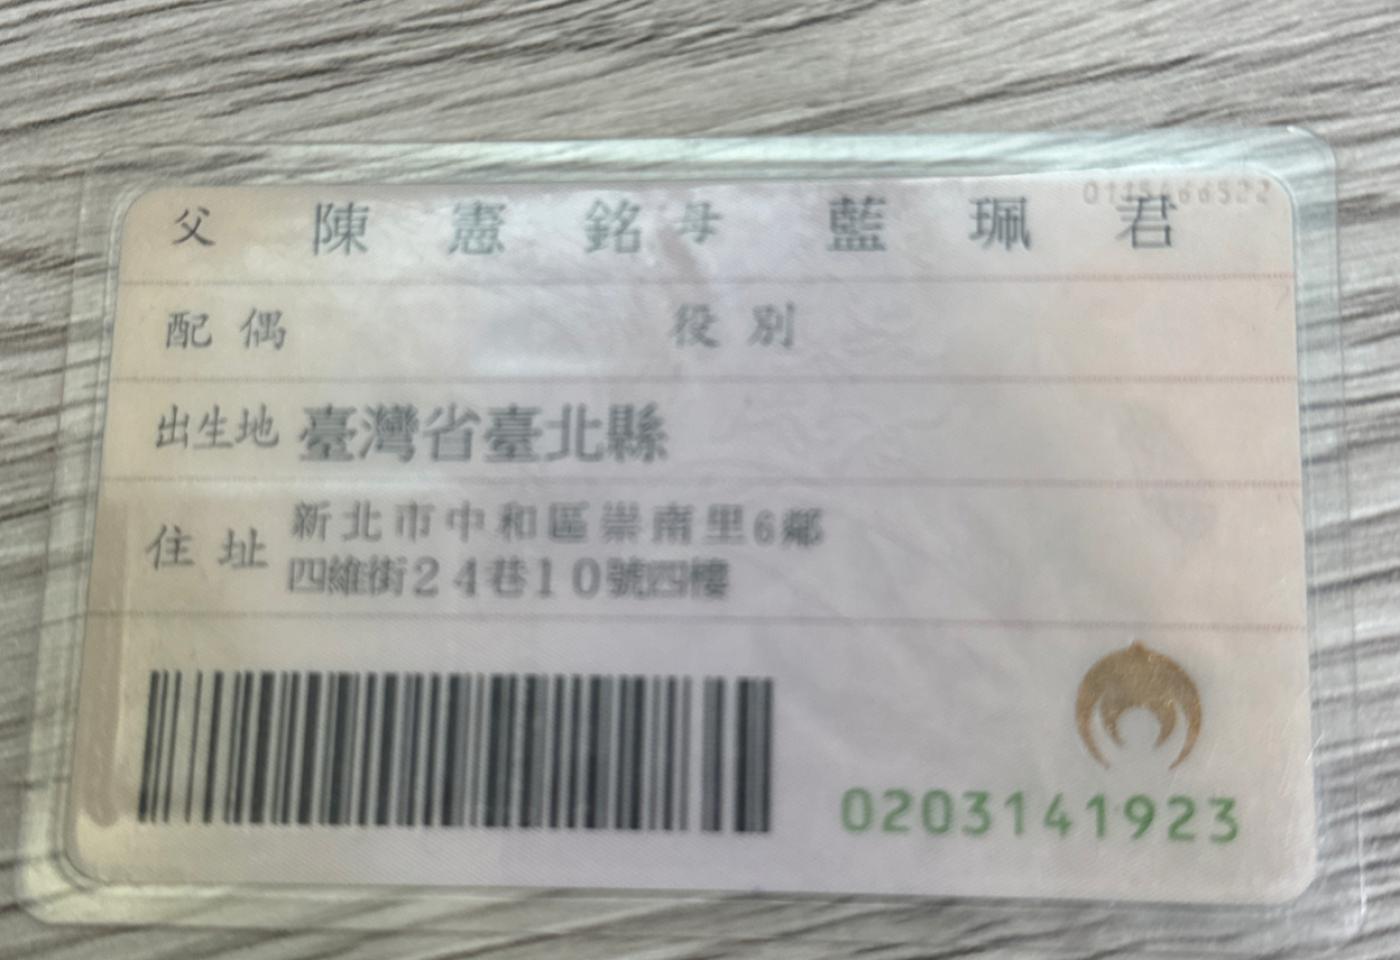 父 陳憲銘 母 藍珮君
配偶 役別
出生地 臺灣省臺北縣
住址 新北市中和區崇南里6鄰
四維街24巷10號四樓
0203141923